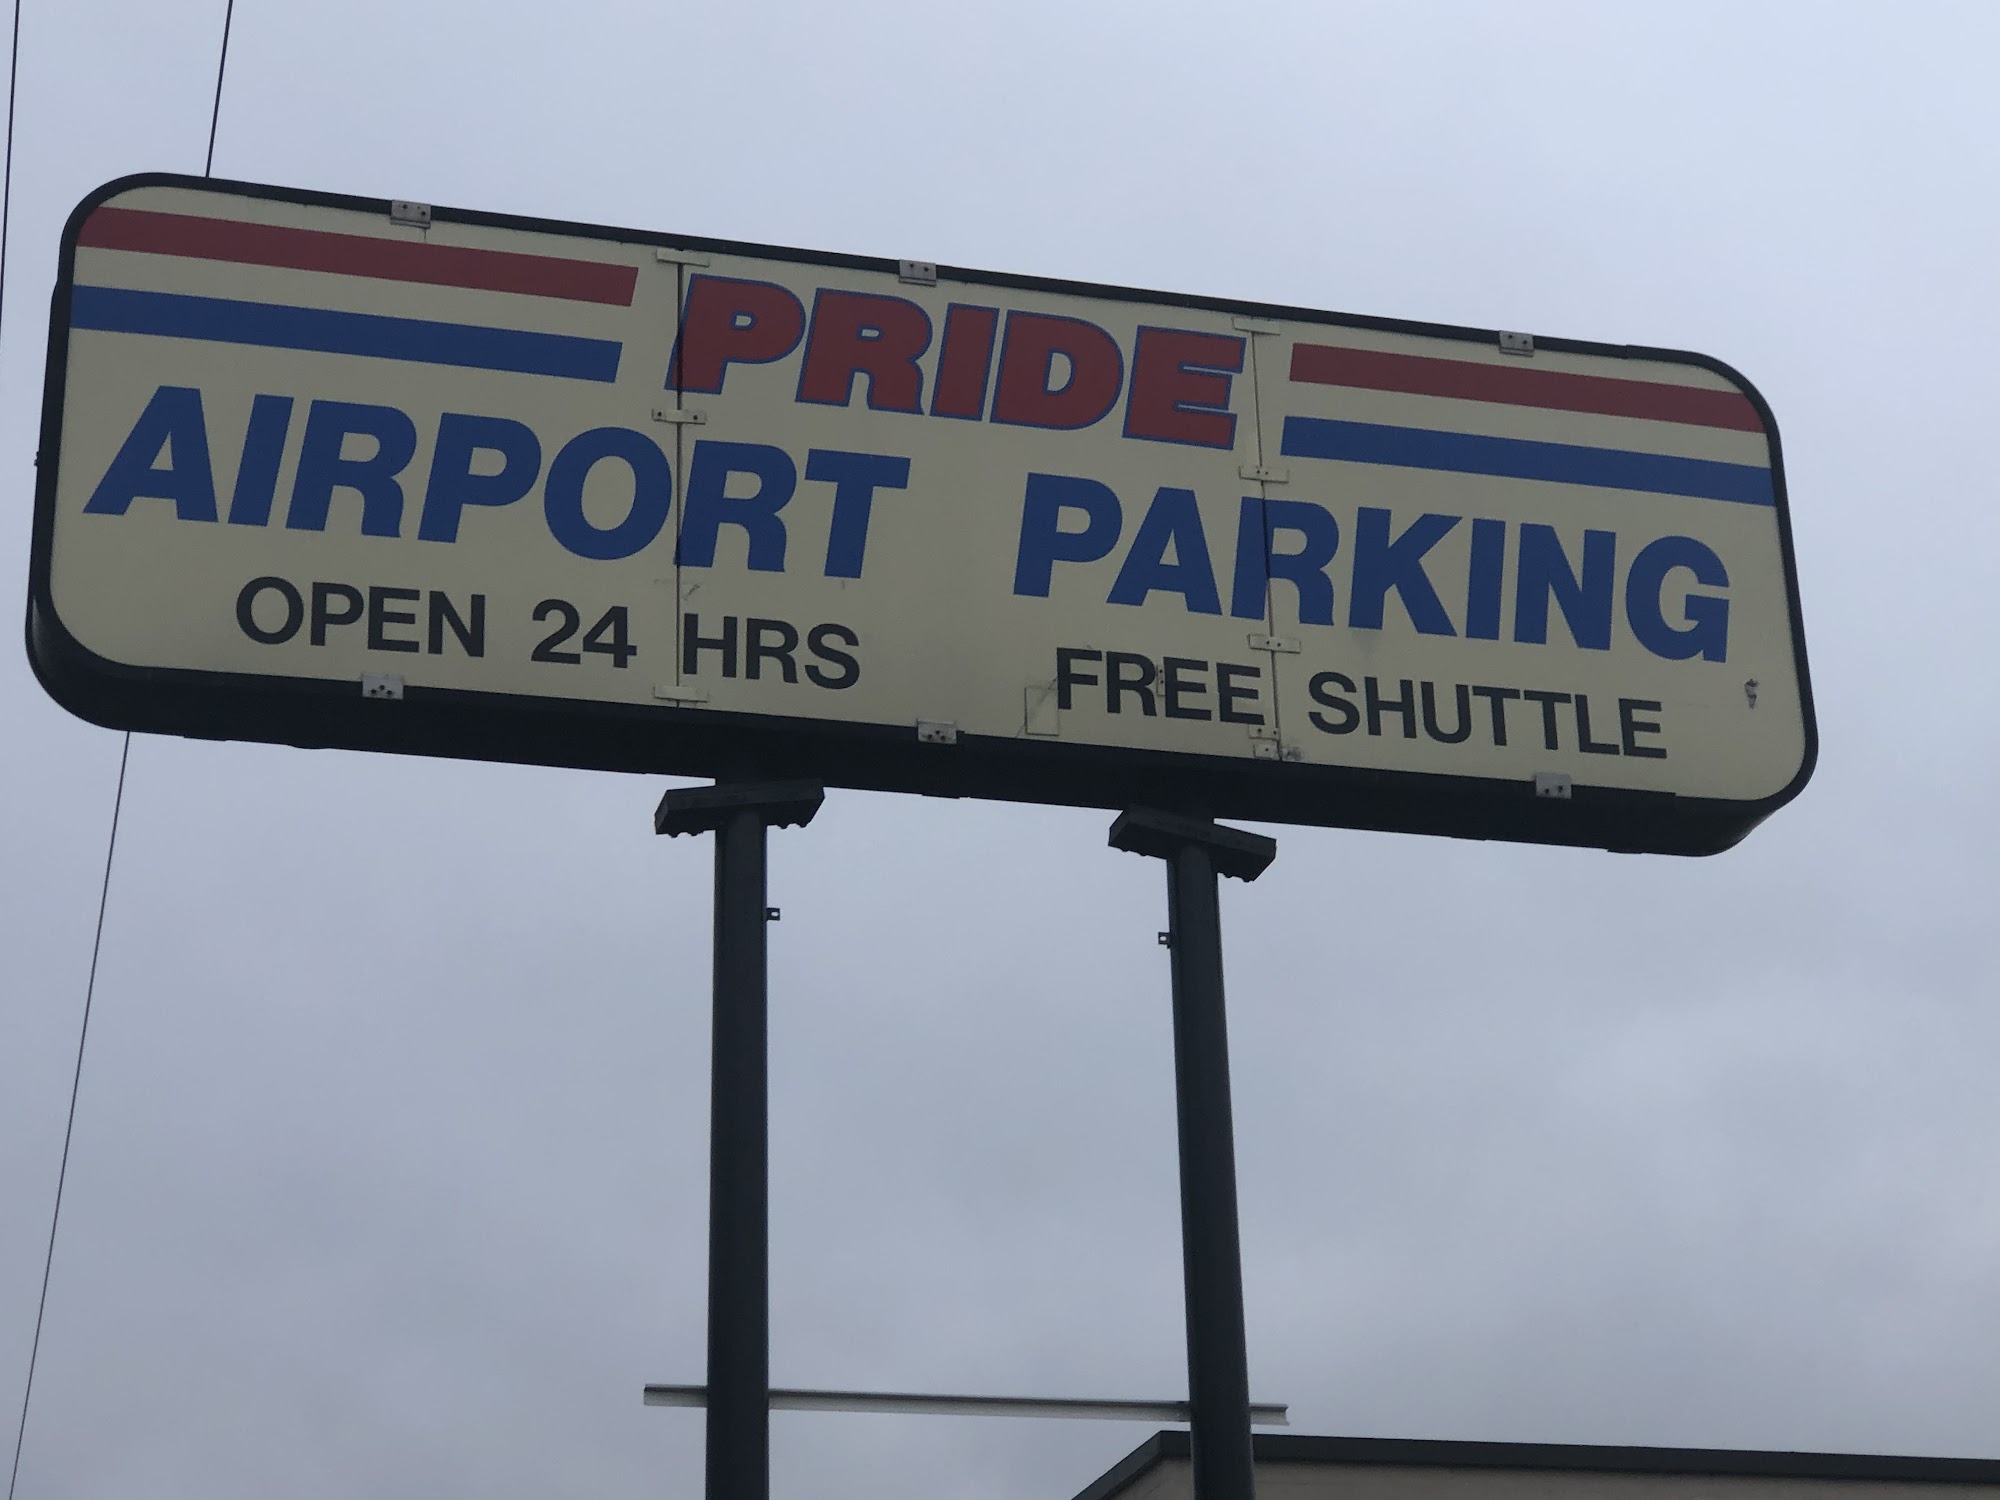 PRIDE
AIRPORT PARKING
OPEN 24 HRS FREE SHUTTLE